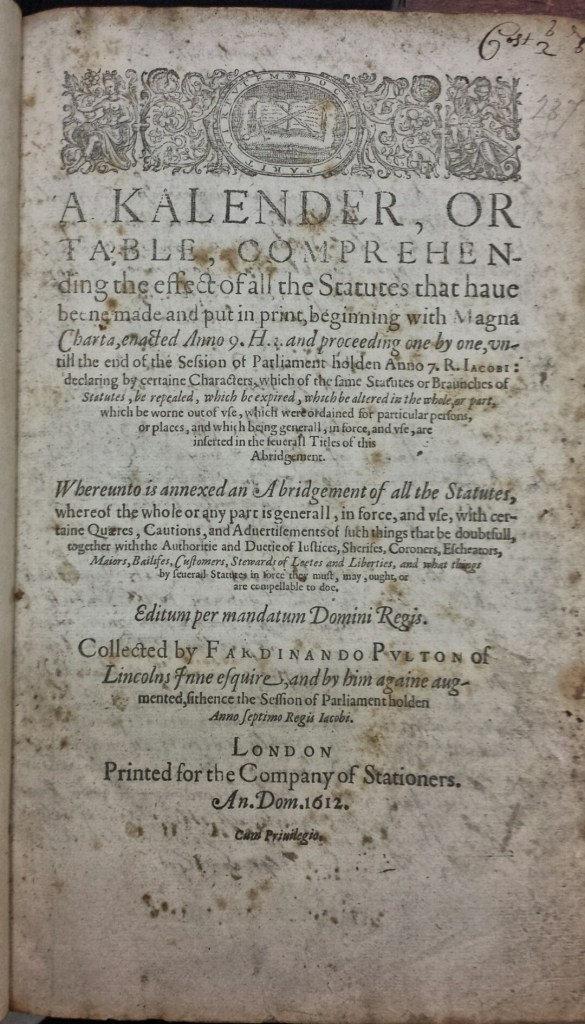 Cost 2
287
A KALENDER, OR
TABLE, COMPREHEN-
ding the effect of all the Statutes that haue
beene made and put in print, beginning with Magna
Charta, enacted Anno 9. H. 3. and proceeding one by one, vn-
till the end of the Session of Parliament holden Anno 7. R. IACOBI:
declaring by certaine Characters, which of the same Statutes or Braunches of
Statutes, be repealed, which be expired, which be altered in the whole, or part,
which be worne out of vse, which were ordained for particular persons,
or places, and which being generall, in force, and vse, are
inserted in the seuerall Titles of this
Abridgement.
Whereunto is annexed an Abridgement of all the Statutes,
whereof the whole or any part is generall, in force, and vse, with cer-
taine Quæres, Cautions, and Aduertisements of such things that be doubtfull,
together with the Authoritie and Duetie of Iustices, Sherifes, Coroners, Escheators,
Maiors, Bailifes, Customers, Stewards of Leetes and Liberties, and what things
by seuerall Statutes in force they must, may, ought, or
are compellable to doe.
Editum per mandatum Domini Regis.
Collected by FARDINANDO PVLTON of
Lincolns Inne esquire, and by him againe aug-
mented, sithence the Session of Parliament holden
Anno septimo Regis Iacobi.
LONDON
Printed for the Company of Stationers.
An. Dom. 1612.
Cum Priuilegio.